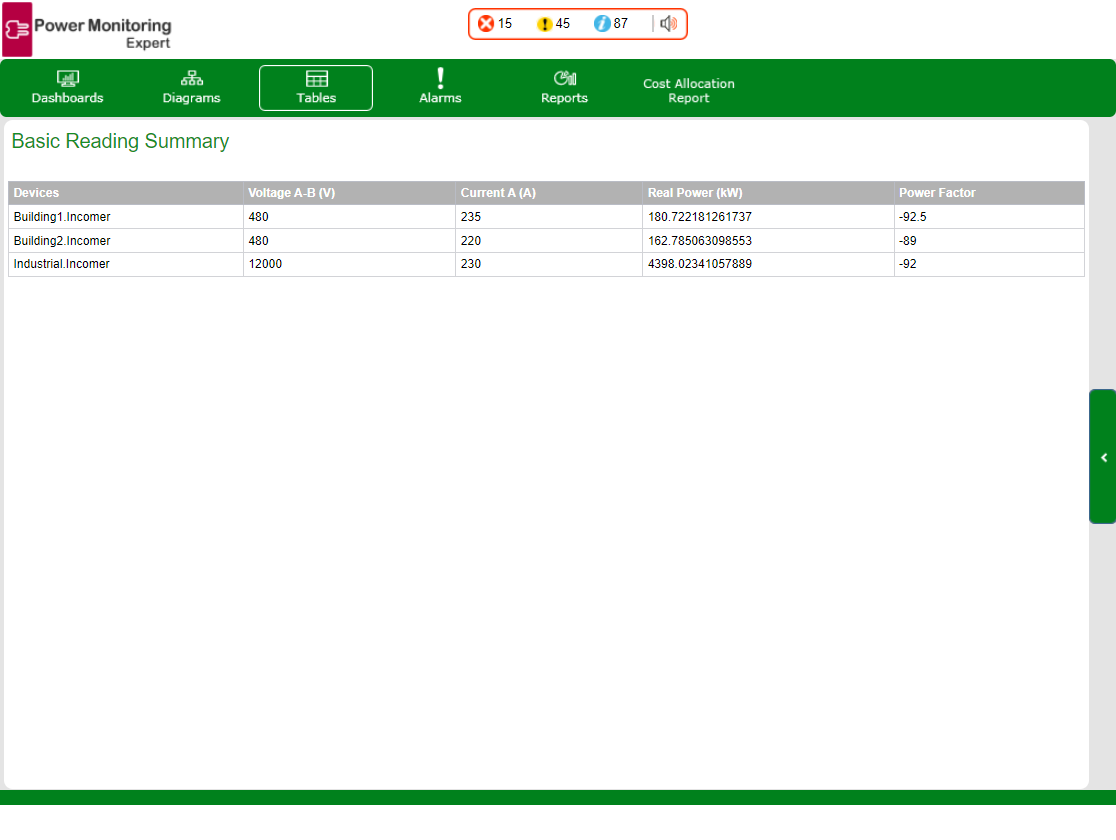 Power Monitoring
Expert
15 45 87
Dashboards Diagrams Tables Alarms Reports Cost Allocation
Report
Basic Reading Summary
Devices Voltage A-B (V) Current A (A) Real Power (kW) Power Factor
Building1.Incomer 480 235 180.722181261737 -92.5
Building2.Incomer 480 220 162.785063098553 -89
Industrial.Incomer 12000 230 4398.02341057889 -92